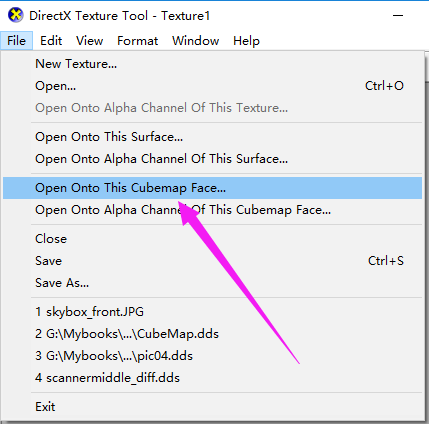 DirectX Texture Tool - Texture1
File Edit View Format Window Help
New Texture...
Open... Ctrl+O
Open Onto Alpha Channel Of This Texture...
Open Onto This Surface...
Open Onto Alpha Channel Of This Surface...
Open Onto This Cubemap Face...
Open Onto Alpha Channel Of This Cubemap Face...
Close
Save Ctrl+S
Save As...
1 skybox_front.JPG
2 G:\Mybooks\...\CubeMap.dds
3 G:\Mybooks\...\pic04.dds
4 scannermiddle_diff.dds
Exit